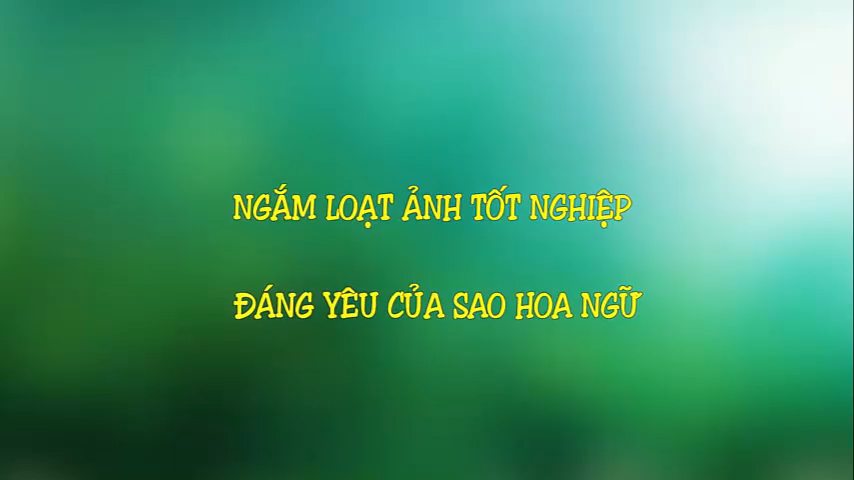 NGẮM LOẠT ẢNH TỐT NGHIỆP
ĐÁNG YÊU CỦA SAO HOA NGỮ